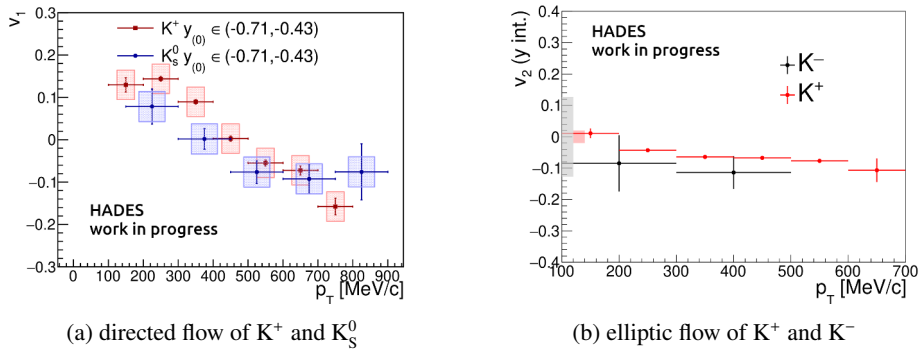 v₁
0.3
0.2
0.1
0
−0.1
−0.2
−0.3
K⁺ y₍₀₎ ∈ (-0.71,-0.43)
K⁰ₛ y₍₀₎ ∈ (-0.71,-0.43)
HADES
work in progress
0 100 200 300 400 500 600 700 800 900
p_T [MeV/c]
(a) directed flow of K⁺ and K⁰_S
v₂ (y int.)
0.4
0.3
0.2
0.1
0
−0.1
−0.2
−0.3
−0.4
HADES
work in progress
K⁻
K⁺
100 200 300 400 500 600 700
p_T [MeV/c]
(b) elliptic flow of K⁺ and K⁻